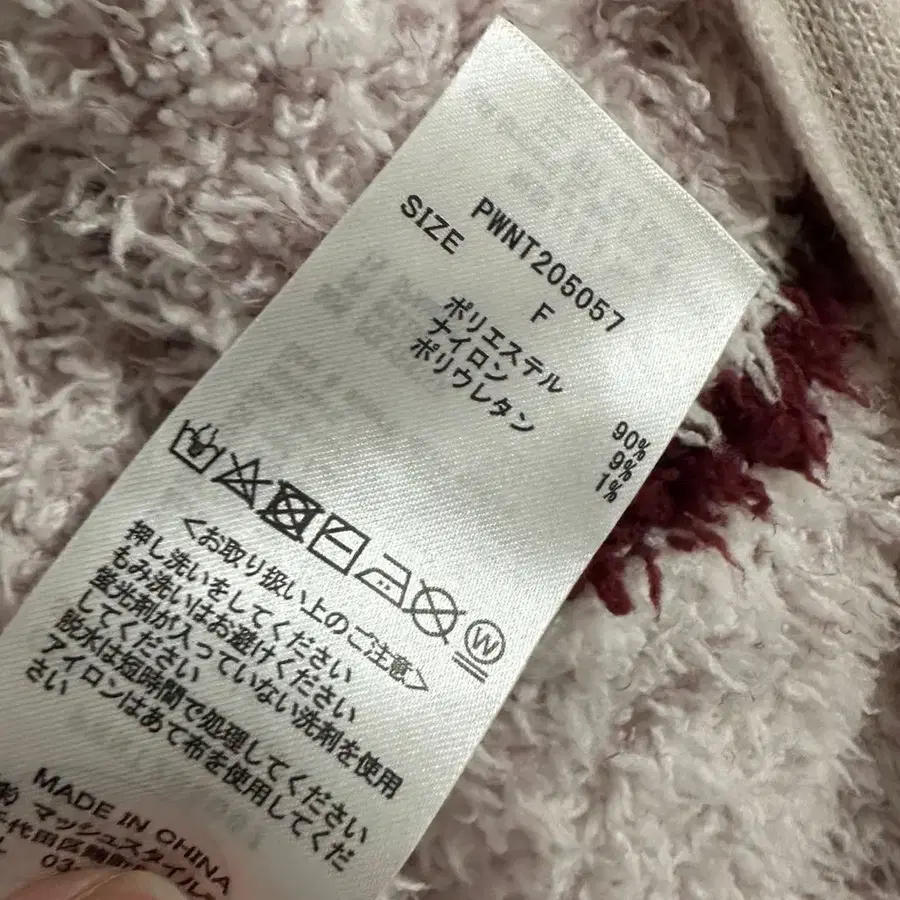 PWNT205057
SIZE F
ポリエステル 90%
ナイロン 9%
ポリウレタン 1%
W
<お取り扱い上のご注意>
押し洗いをしてください
もみ洗いはお避けください
蛍光剤が入っていない洗剤を使用
してください
脱水は短時間で処理してください
アイロンはあて布を使用してくだ
さい
MADE IN CHINA
マッシュスタイル
代田区麹町
03